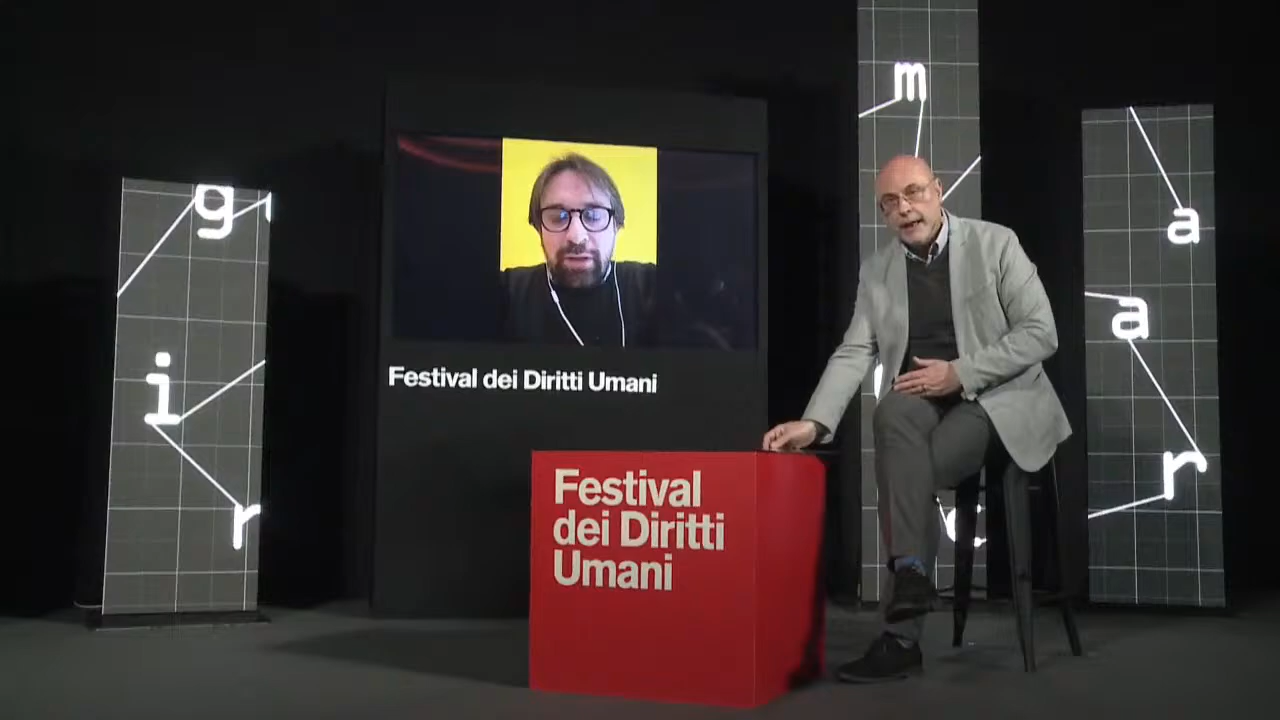 g
i
r
Festival dei Diritti Umani
Festival
dei Diritti
Umani
m
c
a
a
r